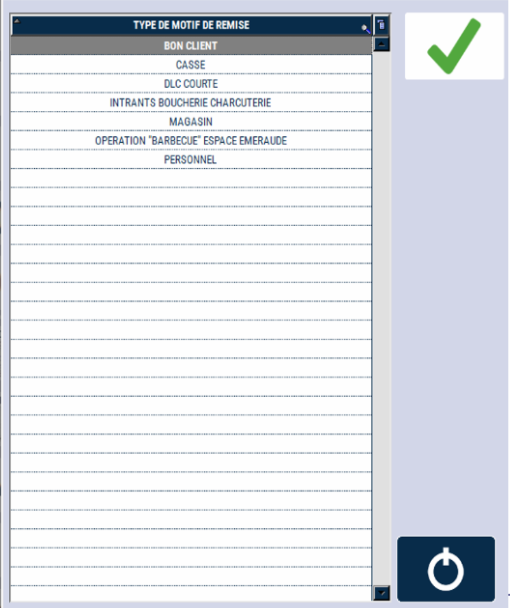 TYPE DE MOTIF DE REMISE
BON CLIENT
CASSE
DLC COURTE
INTRANTS BOUCHERIE CHARCUTERIE
MAGASIN
OPERATION "BARBECUE" ESPACE EMERAUDE
PERSONNEL